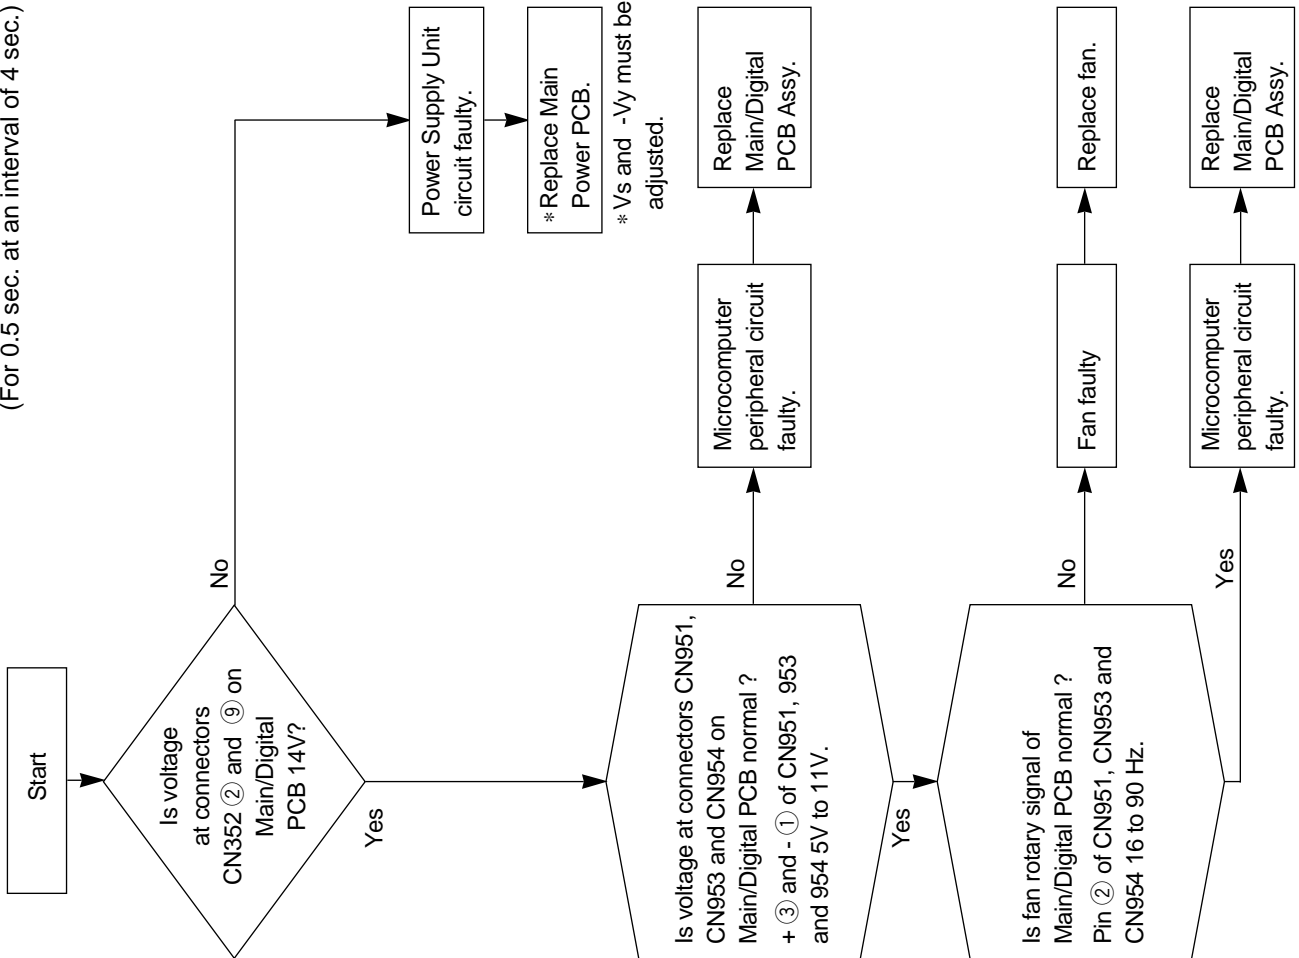 (For 0.5 sec. at an interval of 4 sec.)
Start
Is voltage
at connectors
CN352 ② and ⑨ on
Main/Digital
PCB 14V?
No
Power Supply Unit
circuit faulty.
*Replace Main
Power PCB.
*Vs and -Vy must be
adjusted.
Yes
Is voltage at connectors CN951,
CN953 and CN954 on
Main/Digital PCB normal ?
+ ③ and - ① of CN951, 953
and 954 5V to 11V.
No
Microcomputer
peripheral circuit
faulty.
Replace
Main/Digital
PCB Assy.
Yes
Is fan rotary signal of
Main/Digital PCB normal ?
Pin ② of CN951, CN953 and
CN954 16 to 90 Hz.
No
Fan faulty
Replace fan.
Yes
Microcomputer
peripheral circuit
faulty.
Replace
Main/Digital
PCB Assy.